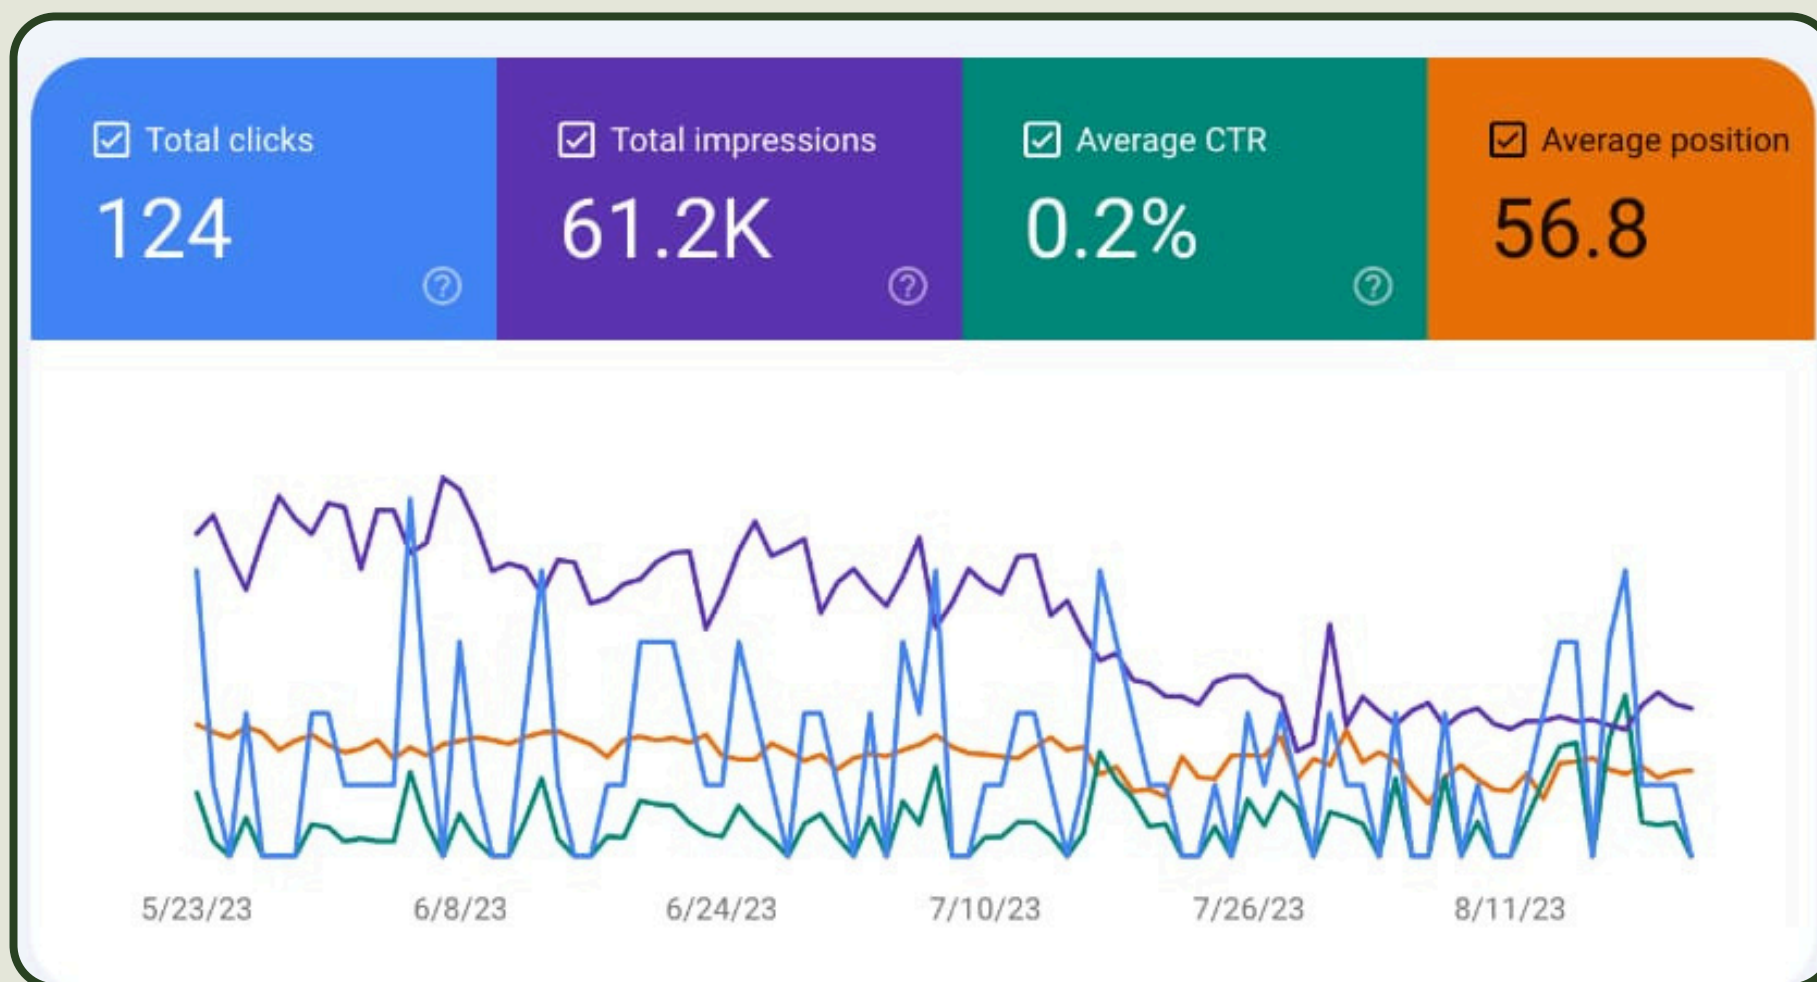 Total clicks
124
Total impressions
61.2K
Average CTR
0.2%
Average position
56.8
5/23/23
6/8/23
6/24/23
7/10/23
7/26/23
8/11/23